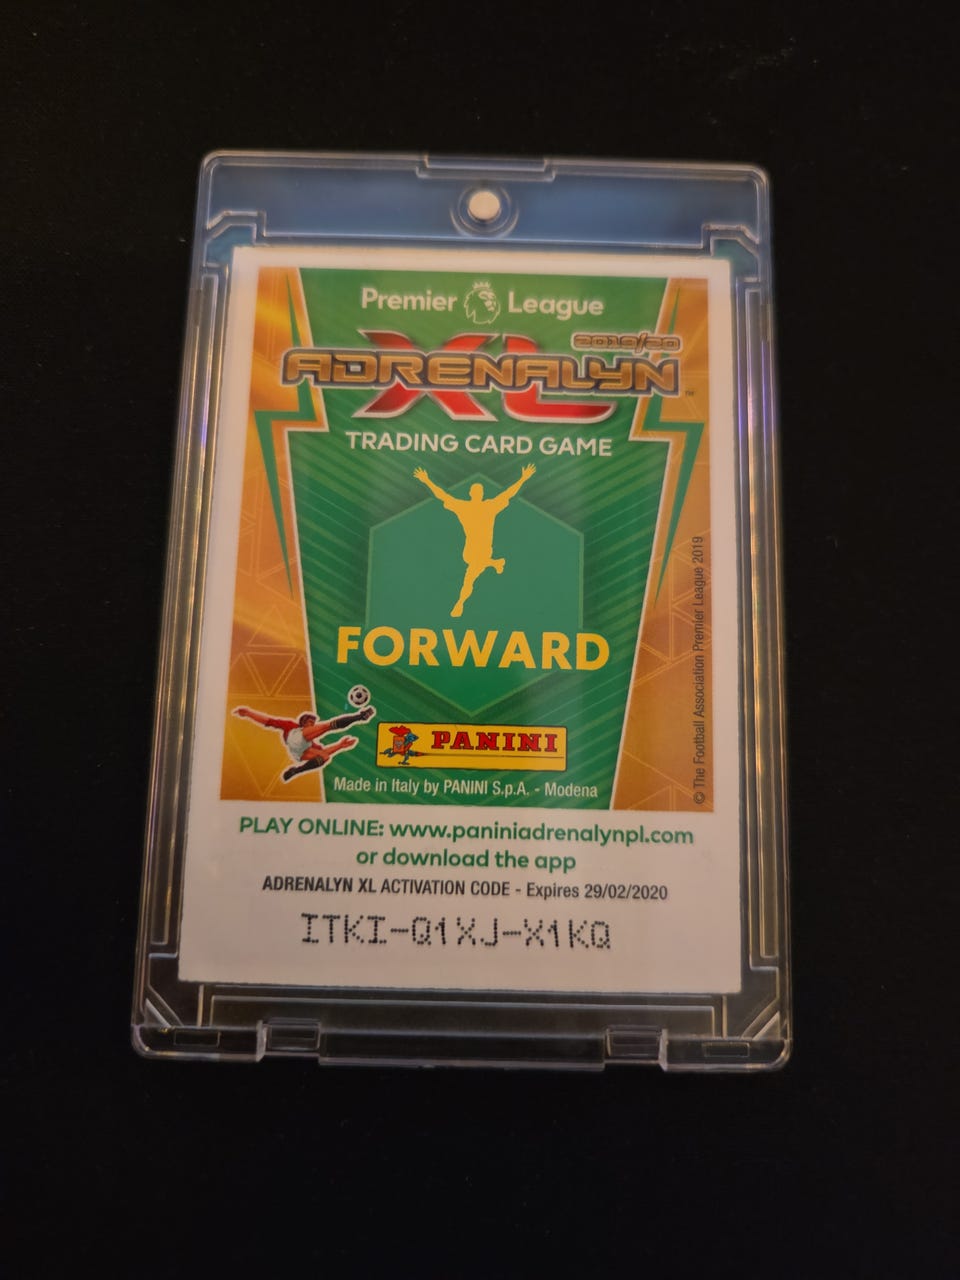 Premier League
2019/20
ADRENALYN XL™
TRADING CARD GAME
FORWARD
PANINI
Made in Italy by PANINI S.p.A. - Modena
© The Football Association Premier League 2019
PLAY ONLINE: www.paniniadrenalynpl.com
or download the app
ADRENALYN XL ACTIVATION CODE - Expires 29/02/2020
ITKI-Q1XJ-X1KQ